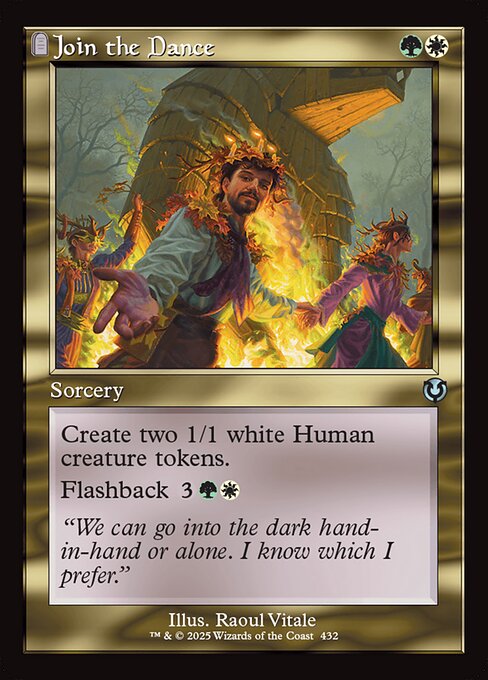 Join the Dance
Sorcery
Create two 1/1 white Human
creature tokens.
Flashback 3
“We can go into the dark hand-
in-hand or alone. I know which I
prefer.”
Illus. Raoul Vitale
™ & © 2025 Wizards of the Coast 432